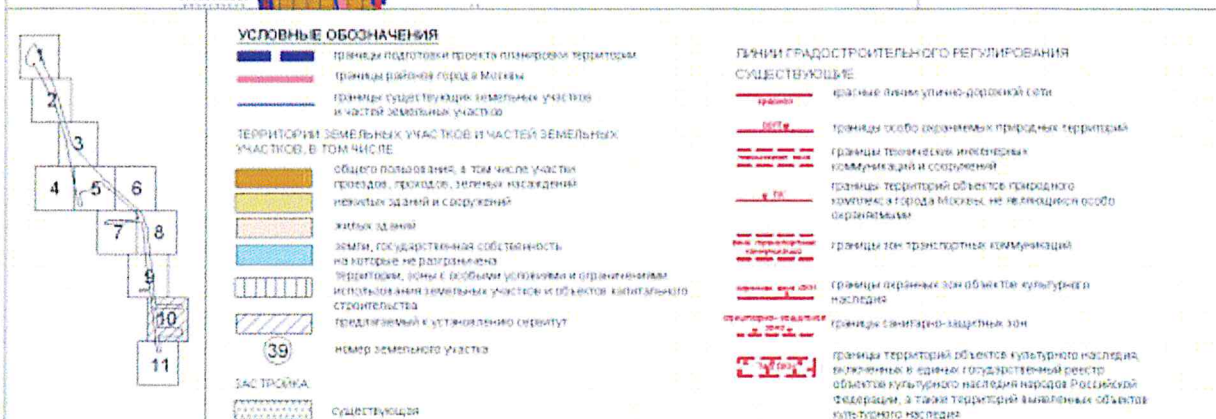 1
2
3
4
5
6
7
8
9
10
11
УСЛОВНЫЕ ОБОЗНАЧЕНИЯ
границы подготовки проекта планировки территории
границы районов города Москвы
границы существующих земельных участков
и частей земельных участков
ТЕРРИТОРИИ ЗЕМЕЛЬНЫХ УЧАСТКОВ И ЧАСТЕЙ ЗЕМЕЛЬНЫХ
УЧАСТКОВ, В ТОМ ЧИСЛЕ
общего пользования, в том числе участки
проездов, проходов, зеленых насаждений
нежилых зданий и сооружений
жилых зданий
земли, государственная собственность
на которые не разграничена
территории, зоны с особыми условиями и ограничениями
использования земельных участков и объектов капитального
строительства
предлагаемый к установлению сервитут
39
номер земельного участка
ЗАСТРОЙКА
существующая
ЛИНИИ ГРАДОСТРОИТЕЛЬНОГО РЕГУЛИРОВАНИЯ
СУЩЕСТВУЮЩИЕ
красные линии улично-дорожной сети
границы особо охраняемых природных территорий
границы технических инженерных
коммуникаций и сооружений
границы территорий объектов природного
комплекса города Москвы, не являющихся особо
охраняемыми
границы зон транспортных коммуникаций
границы охранных зон объектов культурного
наследия
границы санитарно-защитных зон
границы территорий объектов культурного наследия,
включенных в единый государственный реестр
объектов культурного наследия народов Российской
Федерации, а также территорий выявленных объектов
культурного наследия